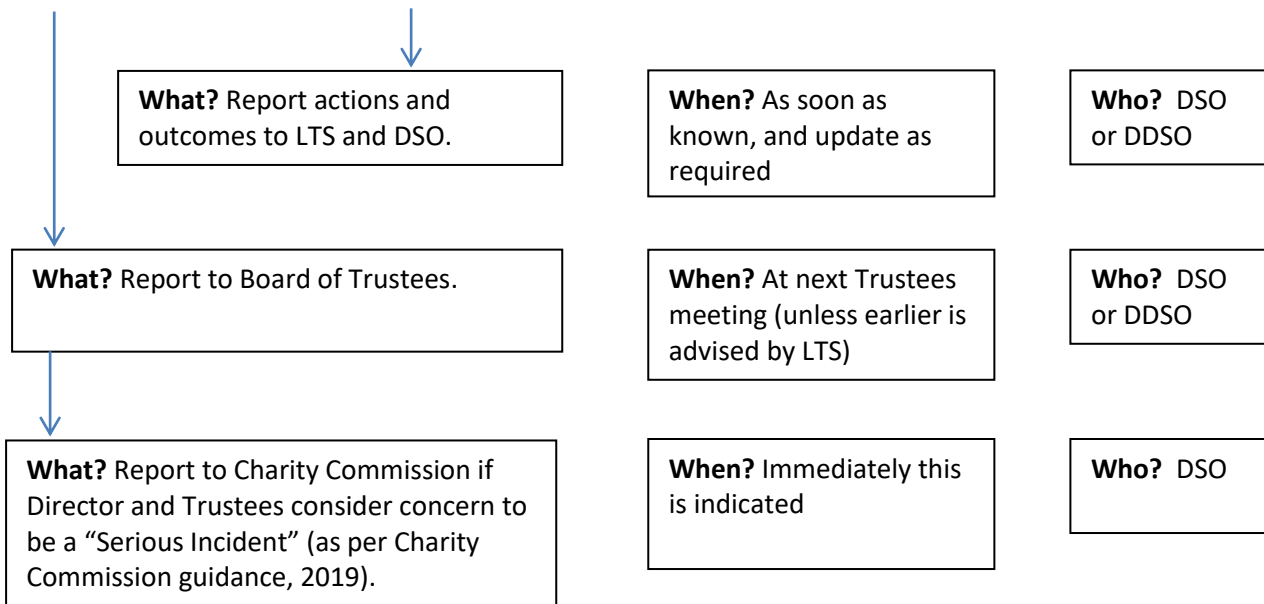 What? Report actions and
outcomes to LTS and DSO.
When? As soon as
known, and update as
required
Who? DSO
or DDSO
What? Report to Board of Trustees.
When? At next Trustees
meeting (unless earlier is
advised by LTS)
Who? DSO
or DDSO
What? Report to Charity Commission if
Director and Trustees consider concern to
be a “Serious Incident” (as per Charity
Commission guidance, 2019).
When? Immediately this
is indicated
Who? DSO